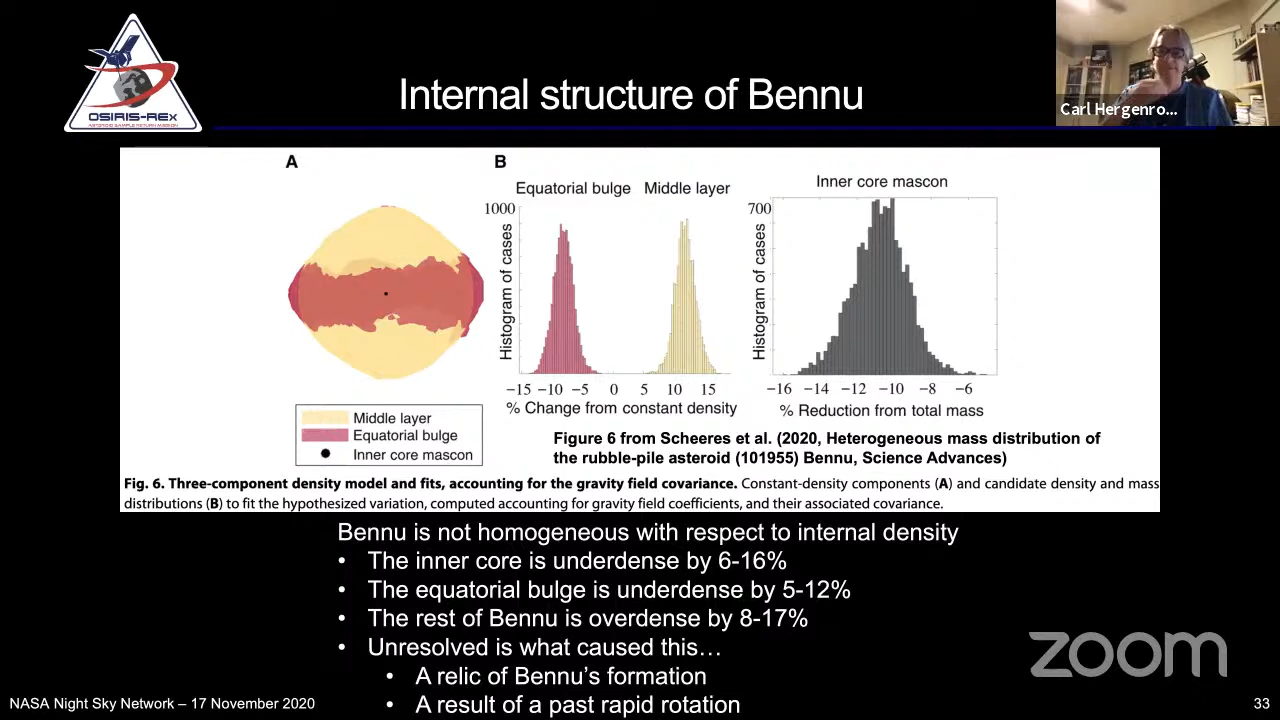 OSIRIS-REx
ASTEROID SAMPLE RETURN MISSION
Internal structure of Bennu
Carl Hergenro...
A
B
Equatorial bulge
Middle layer
Inner core mascon
1000
700
Histogram of cases
Histogram of cases
−15 −10 −5 0 5 10 15
−16 −14 −12 −10 −8 −6
% Change from constant density
% Reduction from total mass
Middle layer
Equatorial bulge
Inner core mascon
Figure 6 from Scheeres et al. (2020, Heterogeneous mass distribution of
the rubble-pile asteroid (101955) Bennu, Science Advances)
Fig. 6. Three-component density model and fits, accounting for the gravity field covariance. Constant-density components (A) and candidate density and mass
distributions (B) to fit the hypothesized variation, computed accounting for gravity field coefficients, and their associated covariance.
Bennu is not homogeneous with respect to internal density
• The inner core is underdense by 6-16%
• The equatorial bulge is underdense by 5-12%
• The rest of Bennu is overdense by 8-17%
• Unresolved is what caused this…
• A relic of Bennu's formation
• A result of a past rapid rotation
zoom
NASA Night Sky Network – 17 November 2020
33